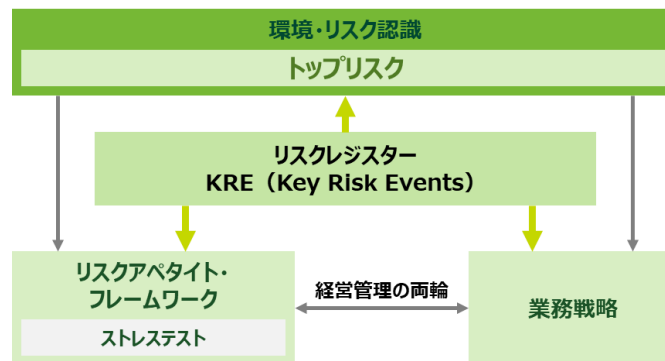 環境・リスク認識
トップリスク
リスクレジスター
KRE（Key Risk Events）
リスクアペタイト・
フレームワーク
ストレステスト
経営管理の両輪
業務戦略